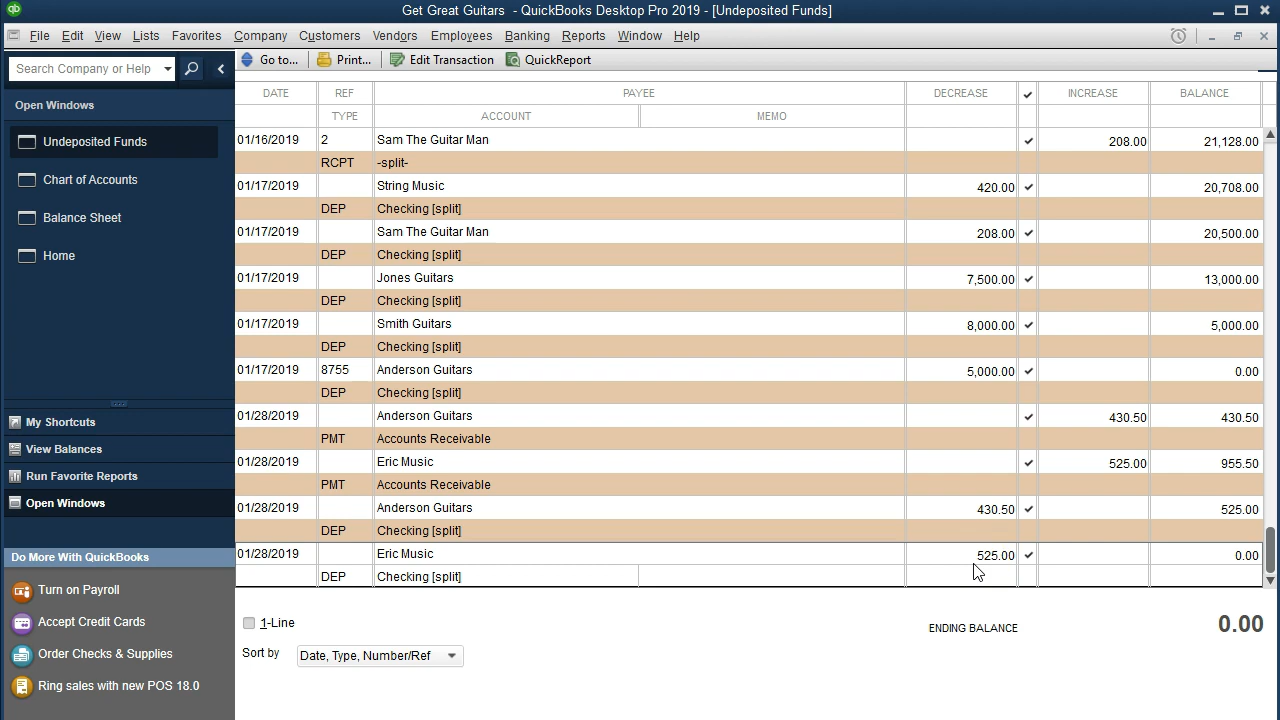 qb Get Great Guitars - QuickBooks Desktop Pro 2019 - [Undeposited Funds]
File Edit View Lists Favorites Company Customers Vendors Employees Banking Reports Window Help
Search Company or Help
Go to... Print... Edit Transaction QuickReport
Open Windows
Undeposited Funds
Chart of Accounts
Balance Sheet
Home
My Shortcuts
View Balances
Run Favorite Reports
Open Windows
Do More With QuickBooks
Turn on Payroll
Accept Credit Cards
Order Checks & Supplies
Ring sales with new POS 18.0
DATE REF PAYEE DECREASE ✓ INCREASE BALANCE
TYPE ACCOUNT MEMO
01/16/2019 2 Sam The Guitar Man ✓ 208.00 21,128.00
RCPT -split-
01/17/2019 String Music 420.00 ✓ 20,708.00
DEP Checking [split]
01/17/2019 Sam The Guitar Man 208.00 ✓ 20,500.00
DEP Checking [split]
01/17/2019 Jones Guitars 7,500.00 ✓ 13,000.00
DEP Checking [split]
01/17/2019 Smith Guitars 8,000.00 ✓ 5,000.00
DEP Checking [split]
01/17/2019 8755 Anderson Guitars 5,000.00 ✓ 0.00
DEP Checking [split]
01/28/2019 Anderson Guitars ✓ 430.50 430.50
PMT Accounts Receivable
01/28/2019 Eric Music ✓ 525.00 955.50
PMT Accounts Receivable
01/28/2019 Anderson Guitars 430.50 ✓ 525.00
DEP Checking [split]
01/28/2019 Eric Music 525.00 ✓ 0.00
DEP Checking [split]
1-Line
ENDING BALANCE 0.00
Sort by Date, Type, Number/Ref